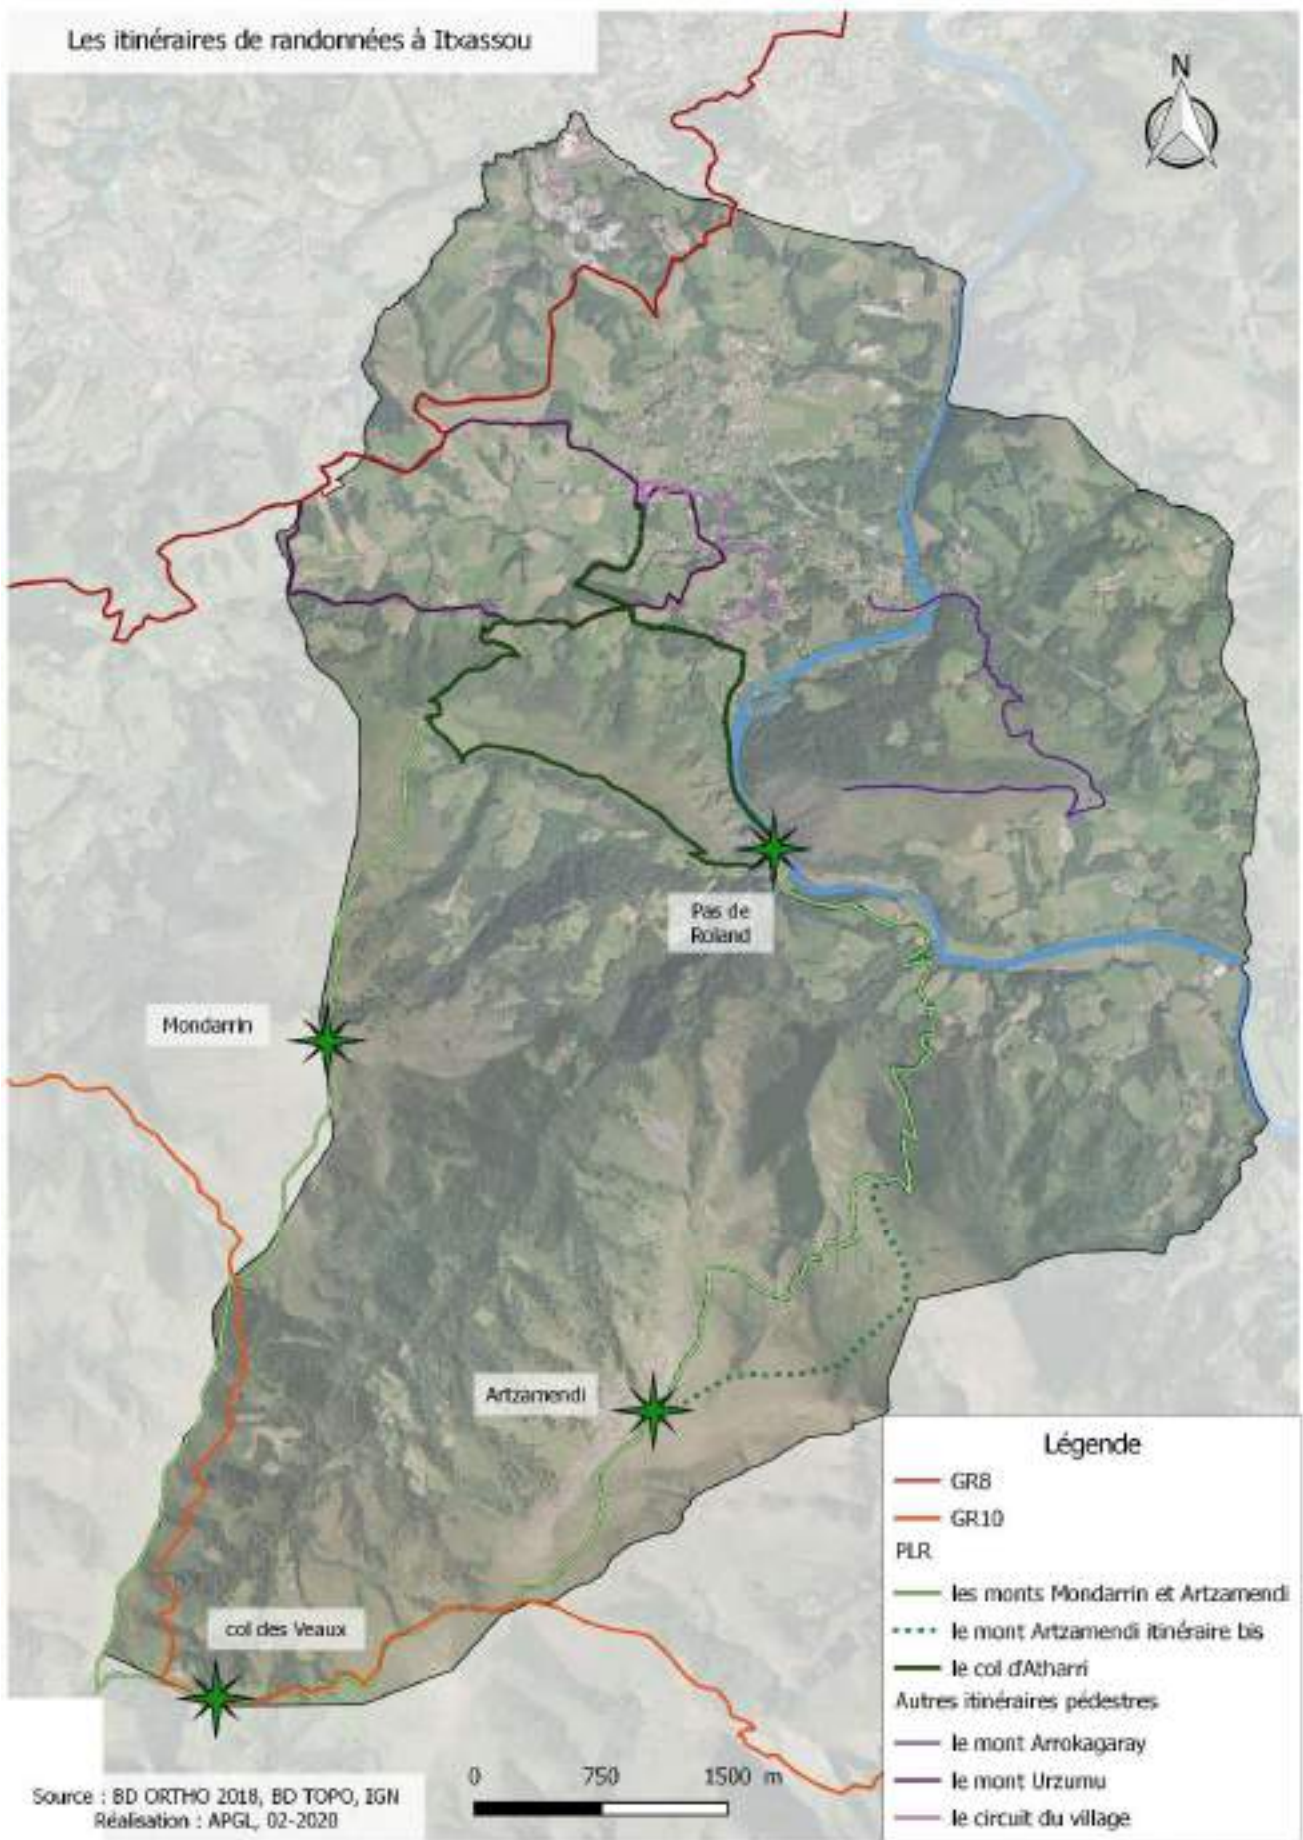 Les itinéraires de randonnées à Itxassou
N
Pas de
Roland
Mondarrin
Artzamendi
col des Veaux
Légende
GR8
GR10
PLR
les monts Mondarrin et Artzamendi
le mont Artzamendi itinéraire bis
le col d'Atharri
Autres itinéraires pédestres
le mont Arrokagaray
le mont Urzumu
le circuit du village
0 750 1500 m
Source : BD ORTHO 2018, BD TOPO, IGN
Réalisation : APGL, 02-2020